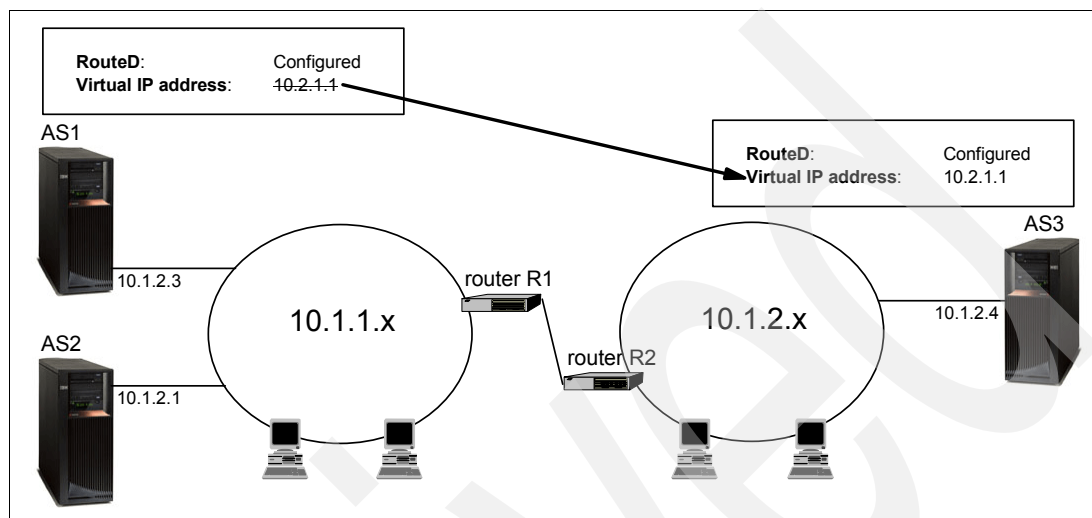 RouteD: Configured
Virtual IP address: 10.2.1.1
AS1
RouteD: Configured
Virtual IP address: 10.2.1.1
AS3
10.1.2.3
router R1
10.1.1.x
10.1.2.x
10.1.2.4
AS2
router R2
10.1.2.1